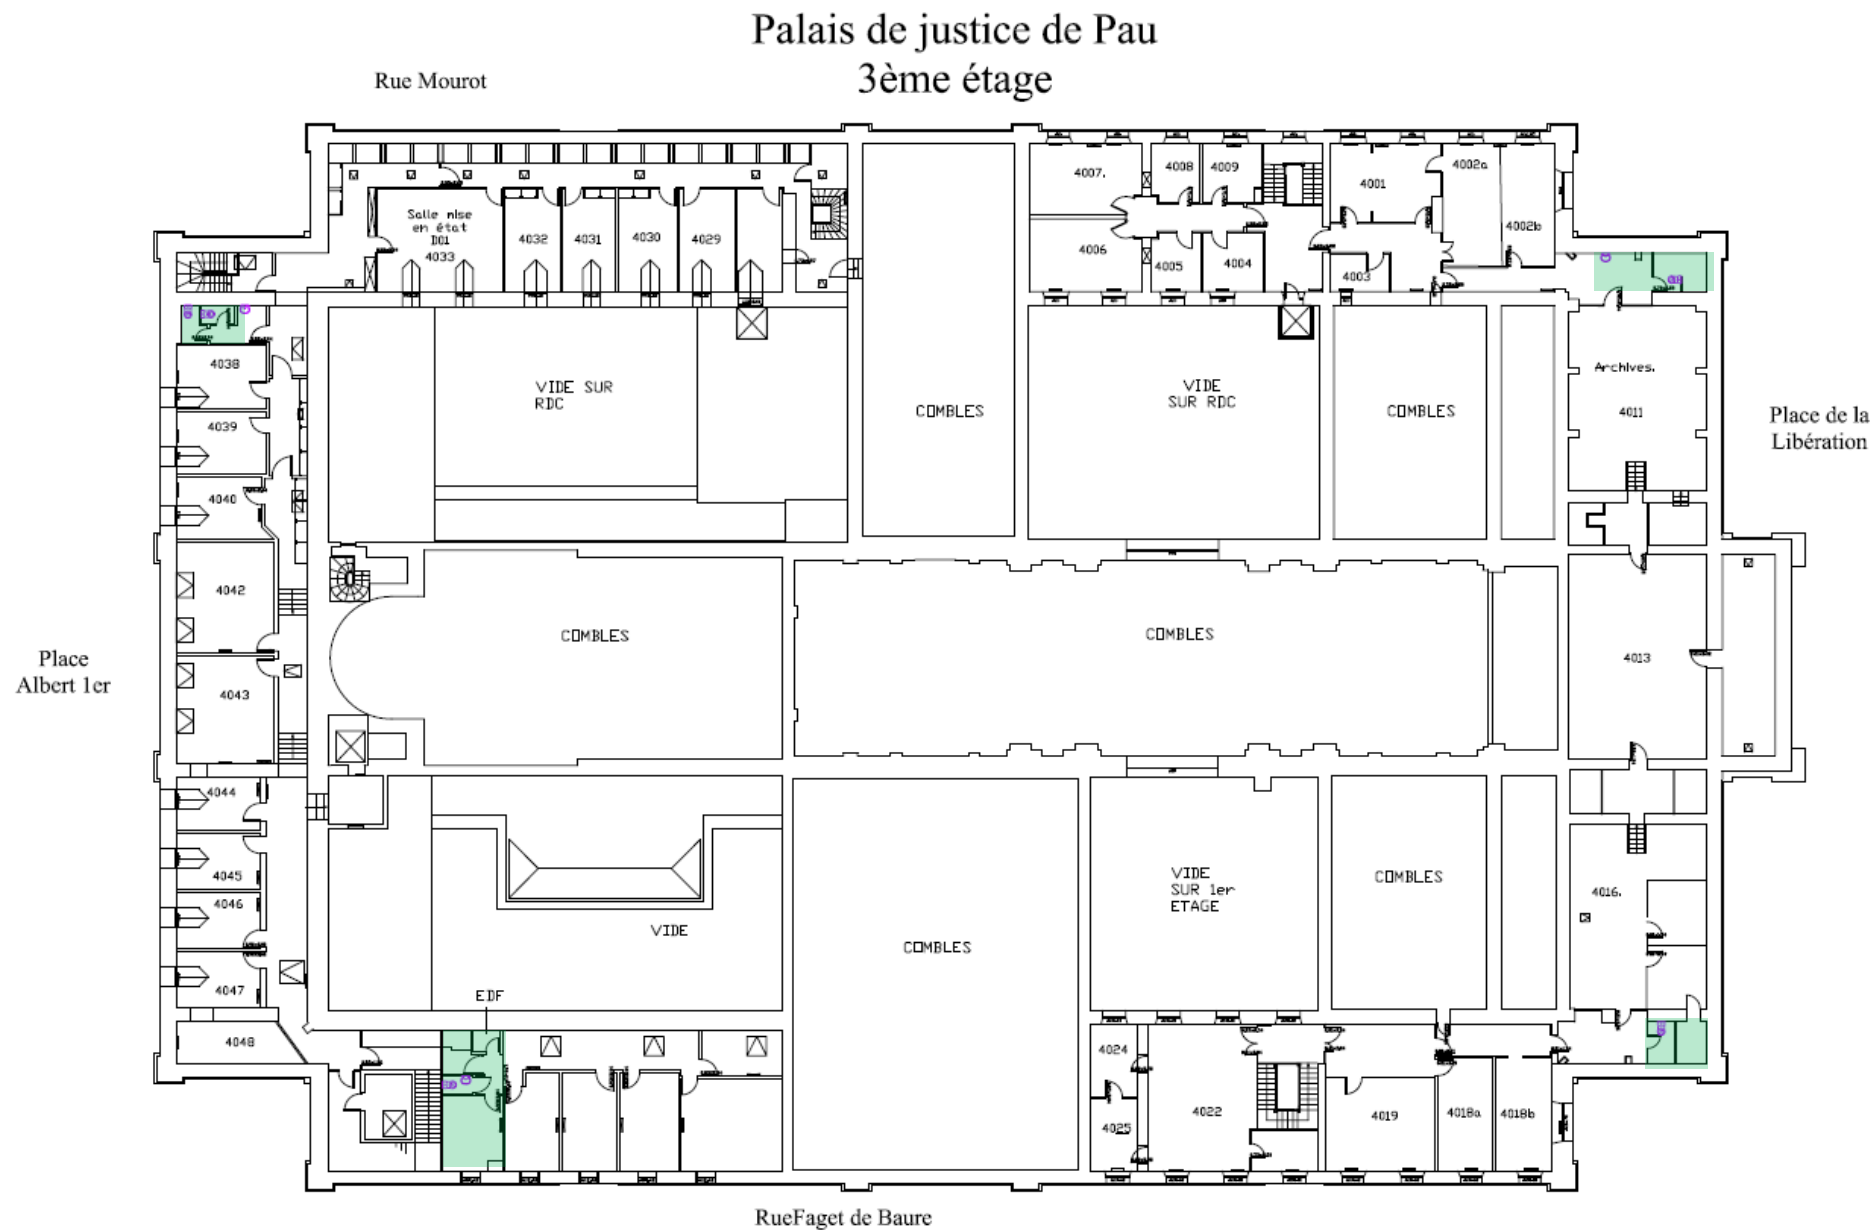 Palais de justice de Pau
3ème étage
Rue Mourot
4007.
4008
4009
4001
4002a
4002b
4006
4005
4004
4003
Salle mise
en état
D01
4033
4032
4031
4030
4029
4038
4039
4040
4042
4043
4044
4045
4046
4047
4048
VIDE SUR
RDC
COMBLES
VIDE
SUR RDC
COMBLES
Archives.
4011
Place de la
Libération
Place
Albert 1er
COMBLES
COMBLES
4013
VIDE
EDF
COMBLES
VIDE
SUR 1er
ETAGE
COMBLES
4016.
4024
4025
4022
4019
4018a
4018b
RueFaget de Baure